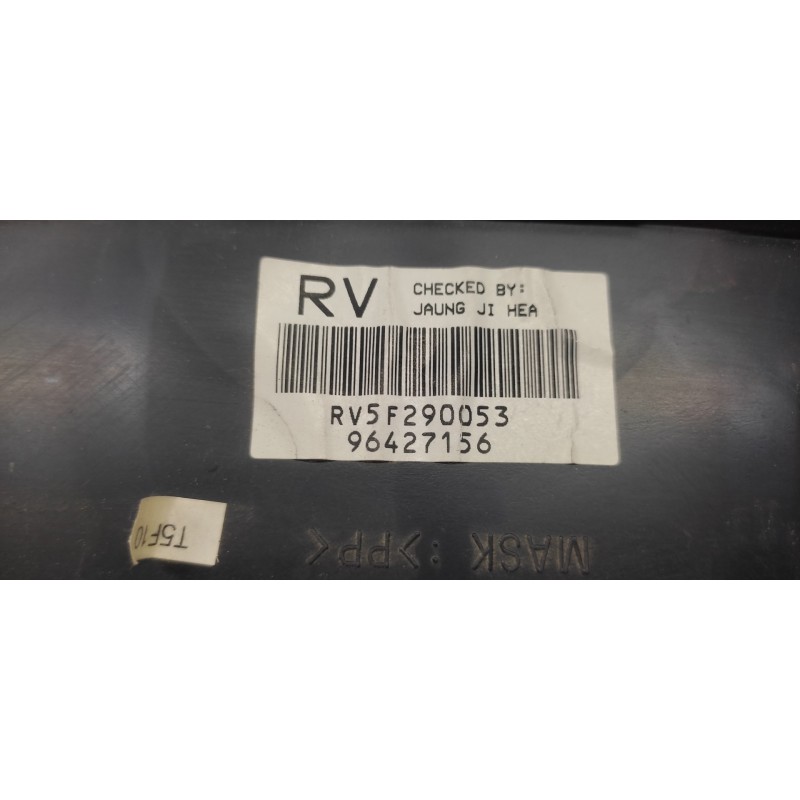 RV
CHECKED BY:
JAUNG JI HEA
RV5F290053
96427156
T5F10
MASK : >PP<